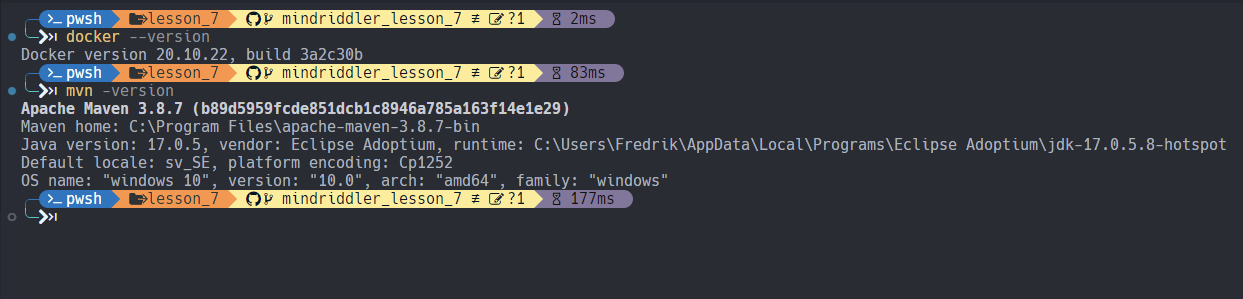 pwsh lesson_7 mindriddler_lesson_7 ≢ ?1 2ms
docker --version
Docker version 20.10.22, build 3a2c30b
pwsh lesson_7 mindriddler_lesson_7 ≢ ?1 83ms
mvn -version
Apache Maven 3.8.7 (b89d5959fcde851dcb1c8946a785a163f14e1e29)
Maven home: C:\Program Files\apache-maven-3.8.7-bin
Java version: 17.0.5, vendor: Eclipse Adoptium, runtime: C:\Users\Fredrik\AppData\Local\Programs\Eclipse Adoptium\jdk-17.0.5.8-hotspot
Default locale: sv_SE, platform encoding: Cp1252
OS name: "windows 10", version: "10.0", arch: "amd64", family: "windows"
pwsh lesson_7 mindriddler_lesson_7 ≢ ?1 177ms